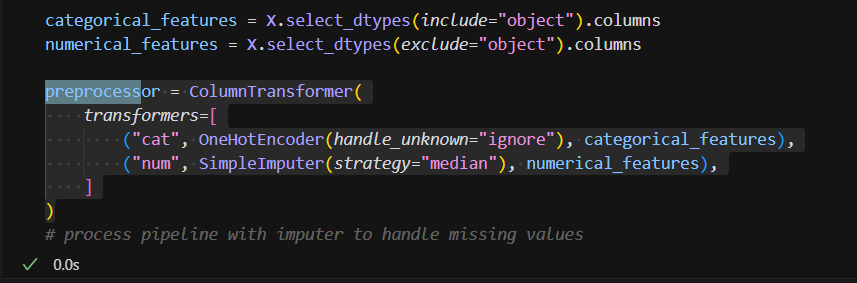 categorical_features = X.select_dtypes(include="object").columns
numerical_features = X.select_dtypes(exclude="object").columns
preprocessor = ColumnTransformer(
    transformers=[
        ("cat", OneHotEncoder(handle_unknown="ignore"), categorical_features),
        ("num", SimpleImputer(strategy="median"), numerical_features),
    ]
)
# process pipeline with imputer to handle missing values
0.0s